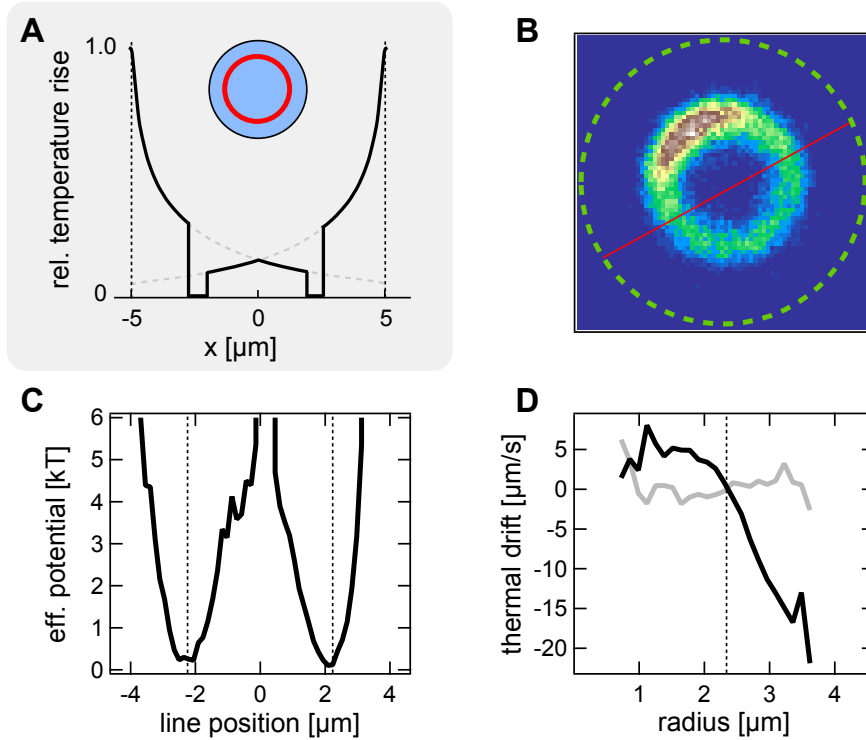 A
rel. temperature rise
1.0
0
-5
0
5
x [µm]
B
C
eff. potential [kT]
6
5
4
3
2
1
0
-4
-2
0
2
4
line position [µm]
D
thermal drift [µm/s]
5
0
-5
-10
-15
-20
0
1
2
3
4
radius [µm]